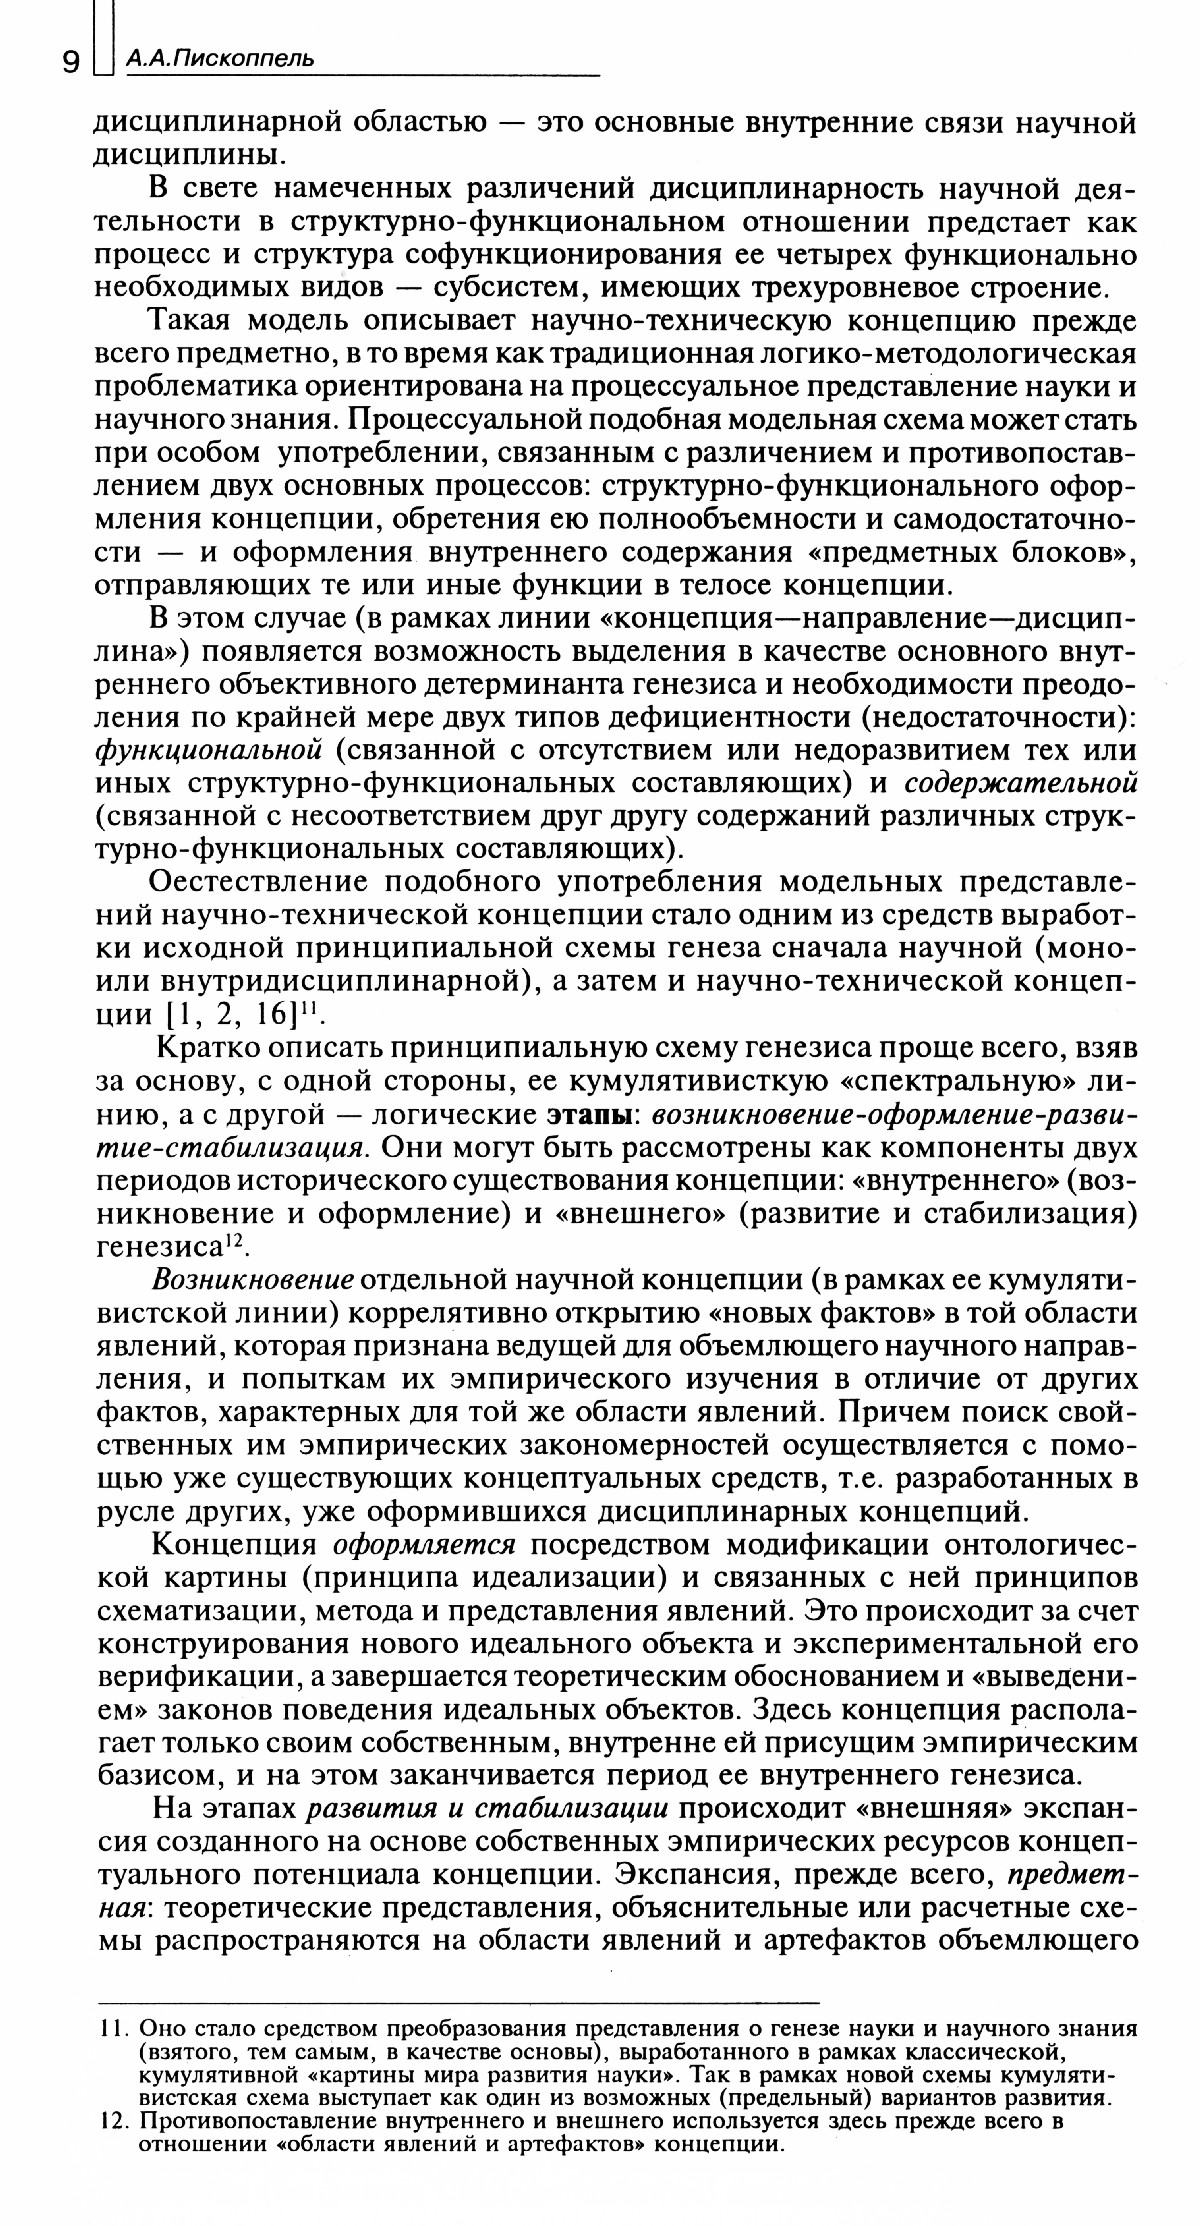 9
А.А.Пископпель
дисциплинарной областью — это основные внутренние связи научной
дисциплины.
В свете намеченных различений дисциплинарность научной дея-
тельности в структурно-функциональном отношении предстает как
процесс и структура софункционирования ее четырех функционально
необходимых видов — субсистем, имеющих трехуровневое строение.
Такая модель описывает научно-техническую концепцию прежде
всего предметно, в то время как традиционная логико-методологическая
проблематика ориентирована на процессуальное представление науки и
научного знания. Процессуальной подобная модельная схема может стать
при особом употреблении, связанным с различением и противопостав-
лением двух основных процессов: структурно-функционального офор-
мления концепции, обретения ею полнообъемности и самодостаточно-
сти — и оформления внутреннего содержания «предметных блоков»,
отправляющих те или иные функции в телосе концепции.
В этом случае (в рамках линии «концепция—направление—дисцип-
лина») появляется возможность выделения в качестве основного внут-
реннего объективного детерминанта генезиса и необходимости преодо-
ления по крайней мере двух типов дефициентности (недостаточности):
функциональной (связанной с отсутствием или недоразвитием тех или
иных структурно-функциональных составляющих) и содержательной
(связанной с несоответствием друг другу содержаний различных струк-
турно-функциональных составляющих).
Оестествление подобного употребления модельных представле-
ний научно-технической концепции стало одним из средств выработ-
ки исходной принципиальной схемы генеза сначала научной (моно-
или внутридисциплинарной), а затем и научно-технической концеп-
ции [1, 2, 16]¹¹.
Кратко описать принципиальную схему генезиса проще всего, взяв
за основу, с одной стороны, ее кумулятивисткую «спектральную» ли-
нию, а с другой — логические этапы: возникновение-оформление-разви-
тие-стабилизация. Они могут быть рассмотрены как компоненты двух
периодов исторического существования концепции: «внутреннего» (воз-
никновение и оформление) и «внешнего» (развитие и стабилизация)
генезиса¹².
Возникновение отдельной научной концепции (в рамках ее кумуляти-
вистской линии) коррелятивно открытию «новых фактов» в той области
явлений, которая признана ведущей для объемлющего научного направ-
ления, и попыткам их эмпирического изучения в отличие от других
фактов, характерных для той же области явлений. Причем поиск свой-
ственных им эмпирических закономерностей осуществляется с помо-
щью уже существующих концептуальных средств, т.е. разработанных в
русле других, уже оформившихся дисциплинарных концепций.
Концепция оформляется посредством модификации онтологичес-
кой картины (принципа идеализации) и связанных с ней принципов
схематизации, метода и представления явлений. Это происходит за счет
конструирования нового идеального объекта и экспериментальной его
верификации, а завершается теоретическим обоснованием и «выведени-
ем» законов поведения идеальных объектов. Здесь концепция распола-
гает только своим собственным, внутренне ей присущим эмпирическим
базисом, и на этом заканчивается период ее внутреннего генезиса.
На этапах развития и стабилизации происходит «внешняя» экспан-
сия созданного на основе собственных эмпирических ресурсов концеп-
туального потенциала концепции. Экспансия, прежде всего, предмет-
ная: теоретические представления, объяснительные или расчетные схе-
мы распространяются на области явлений и артефактов объемлющего
11. Оно стало средством преобразования представления о генезе науки и научного знания
(взятого, тем самым, в качестве основы), выработанного в рамках классической,
кумулятивной «картины мира развития науки». Так в рамках новой схемы кумуляти-
вистская схема выступает как один из возможных (предельный) вариантов развития.
12. Противопоставление внутреннего и внешнего используется здесь прежде всего в
отношении «области явлений и артефактов» концепции.